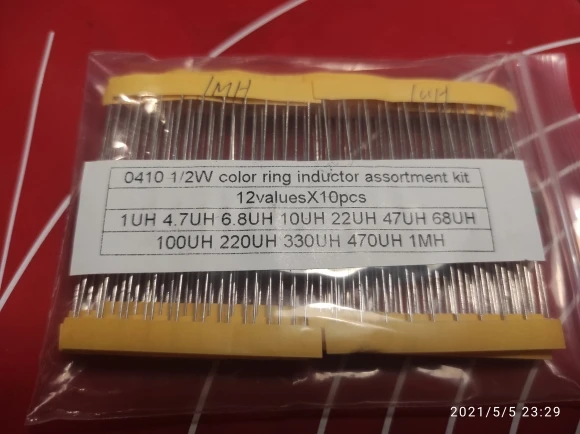 1MH 1UH
0410 1/2W color ring inductor assortment kit
12valuesX10pcs
1UH 4.7UH 6.8UH 10UH 22UH 47UH 68UH
100UH 220UH 330UH 470UH 1MH
2021/5/5 23:29